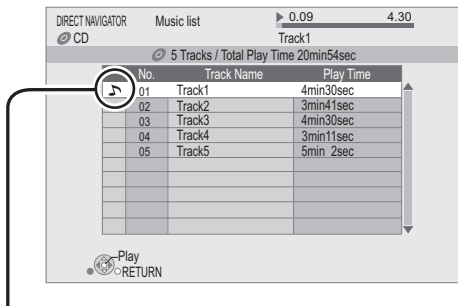 DIRECT NAVIGATOR Music list 0.09 4.30
CD Track1
5 Tracks / Total Play Time 20min54sec
No. Track Name Play Time
01 Track1 4min30sec
02 Track2 3min41sec
03 Track3 4min30sec
04 Track4 3min11sec
05 Track5 5min 2sec
Play
RETURN